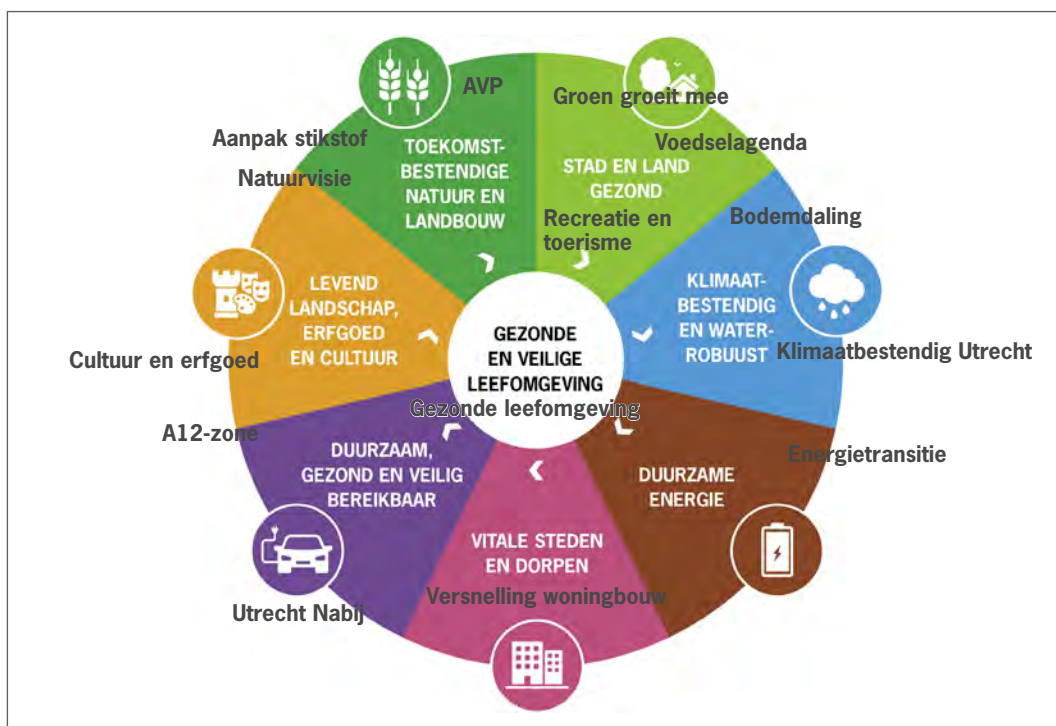 AVP
Groen groeit mee
Aanpak stikstof
Voedselagenda
TOEKOMST-
BESTENDIGE
NATUUR EN
LANDBOUW
STAD EN LAND
GEZOND
Natuurvisie
Recreatie en
toerisme
Bodemdaling
LEVEND
LANDSCHAP,
ERFGOED
EN CULTUUR
KLIMAAT-
BESTENDIG
EN WATER-
ROBUUST
GEZONDE
EN VEILIGE
LEEFOMGEVING
Gezonde leefomgeving
Cultuur en erfgoed
Klimaatbestendig Utrecht
A12-zone
Energietransitie
DUURZAAM,
GEZOND EN VEILIG
BEREIKBAAR
DUURZAME
ENERGIE
VITALE STEDEN
EN DORPEN
Versnelling woningbouw
Utrecht Nabij